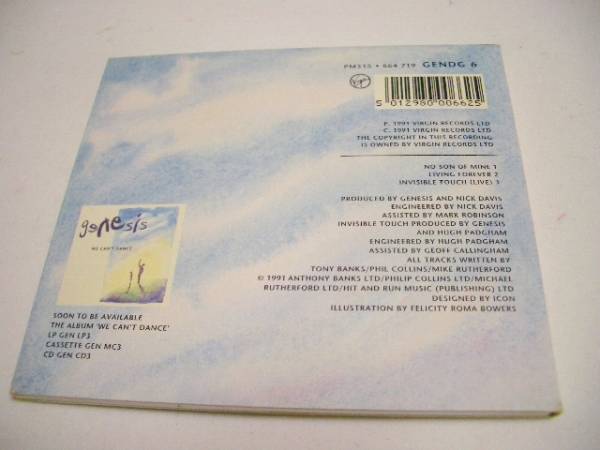 PM515 • 664 719 GENDG 6
Virgin
5 012980 006625
P. 1991 VIRGIN RECORDS LTD
C. 1991 VIRGIN RECORDS LTD
THE COPYRIGHT IN THIS RECORDING
IS OWNED BY VIRGIN RECORDS LTD
NO SON OF MINE 1
LIVING FOREVER 2
INVISIBLE TOUCH (LIVE) 3
PRODUCED BY GENESIS AND NICK DAVIS
ENGINEERED BY NICK DAVIS
ASSISTED BY MARK ROBINSON
INVISIBLE TOUCH PRODUCED BY GENESIS
AND HUGH PADGHAM
ENGINEERED BY HUGH PADGHAM
ASSISTED BY GEOFF CALLINGHAM
ALL TRACKS WRITTEN BY
TONY BANKS/PHIL COLLINS/MIKE RUTHERFORD
© 1991 ANTHONY BANKS LTD/PHILIP COLLINS LTD/MICHAEL
RUTHERFORD LTD/HIT AND RUN MUSIC (PUBLISHING) LTD
DESIGNED BY ICON
ILLUSTRATION BY FELICITY ROMA BOWERS
genesis
WE CAN'T DANCE
SOON TO BE AVAILABLE
THE ALBUM 'WE CAN'T DANCE'
LP GEN LP3
CASSETTE GEN MC3
CD GEN CD3